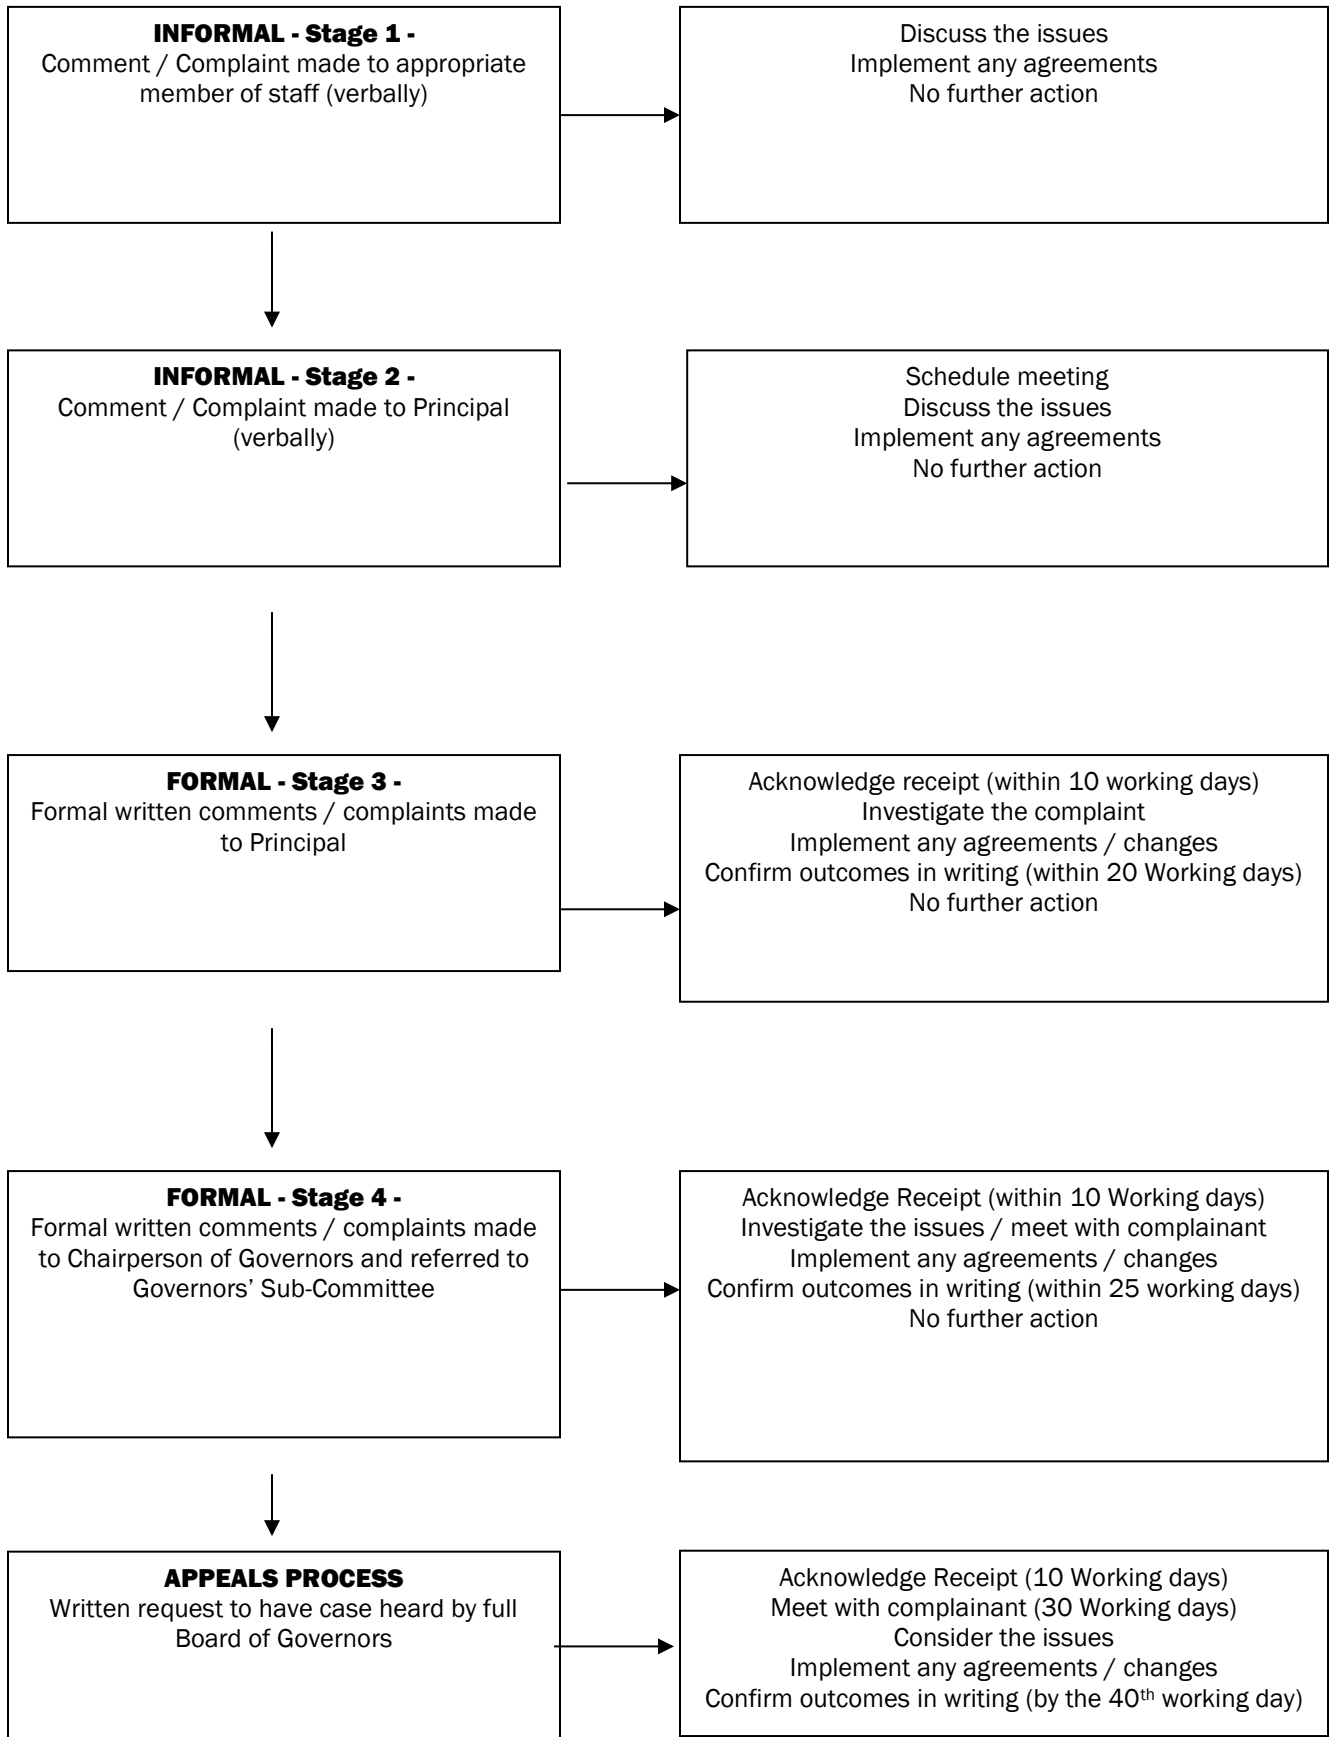 INFORMAL - Stage 1 -
Comment / Complaint made to appropriate
member of staff (verbally)
Discuss the issues
Implement any agreements
No further action
INFORMAL - Stage 2 -
Comment / Complaint made to Principal
(verbally)
Schedule meeting
Discuss the issues
Implement any agreements
No further action
FORMAL - Stage 3 -
Formal written comments / complaints made
to Principal
Acknowledge receipt (within 10 working days)
Investigate the complaint
Implement any agreements / changes
Confirm outcomes in writing (within 20 Working days)
No further action
FORMAL - Stage 4 -
Formal written comments / complaints made
to Chairperson of Governors and referred to
Governors’ Sub-Committee
Acknowledge Receipt (within 10 Working days)
Investigate the issues / meet with complainant
Implement any agreements / changes
Confirm outcomes in writing (within 25 working days)
No further action
APPEALS PROCESS
Written request to have case heard by full
Board of Governors
Acknowledge Receipt (10 Working days)
Meet with complainant (30 Working days)
Consider the issues
Implement any agreements / changes
Confirm outcomes in writing (by the 40th working day)